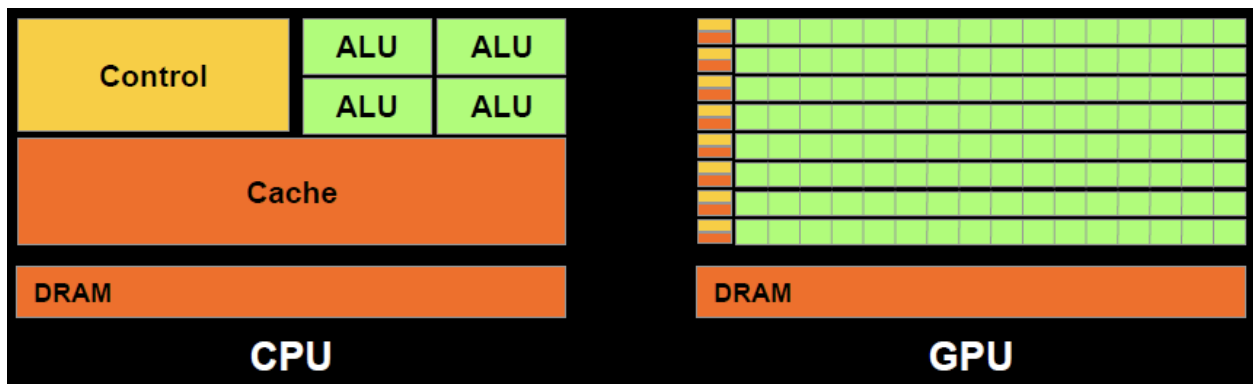 Control
ALU ALU
ALU ALU
Cache
DRAM
CPU
DRAM
GPU